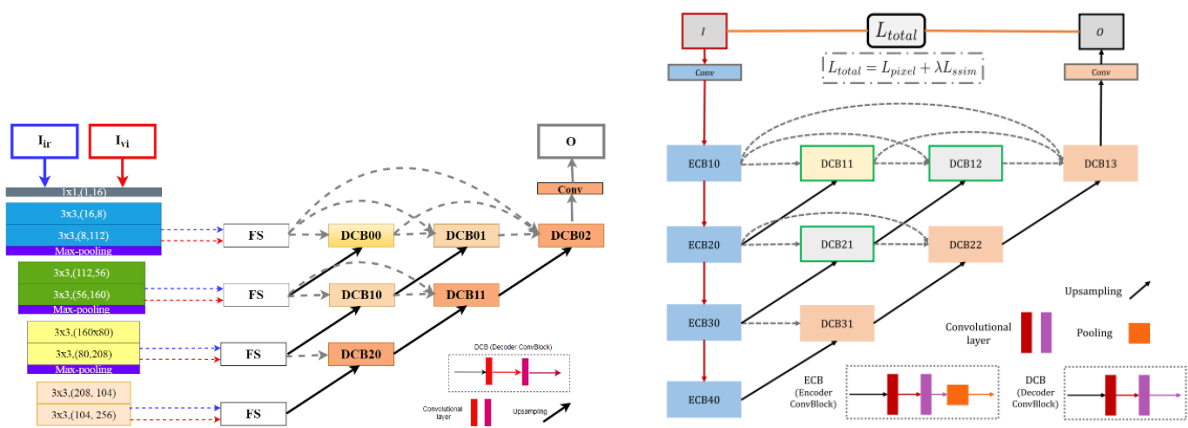 I_ir
I_vi
O
1x1,(1,16)
Conv
3x3,(16,8)
3x3,(8,112)
FS
DCB00
DCB01
DCB02
Max-pooling
3x3,(112,56)
3x3,(56,160)
FS
DCB10
DCB11
Max-pooling
3x3,(160x80)
3x3,(80,208)
FS
DCB20
Max-pooling
3x3,(208, 104)
3x3,(104, 256)
FS
DCB (Decoder ConvBlock)
Convolutional
layer
Upsampling
I
L_total
O
Conv
L_total = L_pixel + λL_ssim
Conv
ECB10
DCB11
DCB12
DCB13
ECB20
DCB21
DCB22
ECB30
DCB31
ECB40
Upsampling
Convolutional
layer
Pooling
ECB
(Encoder
ConvBlock)
DCB
(Decoder
ConvBlock)